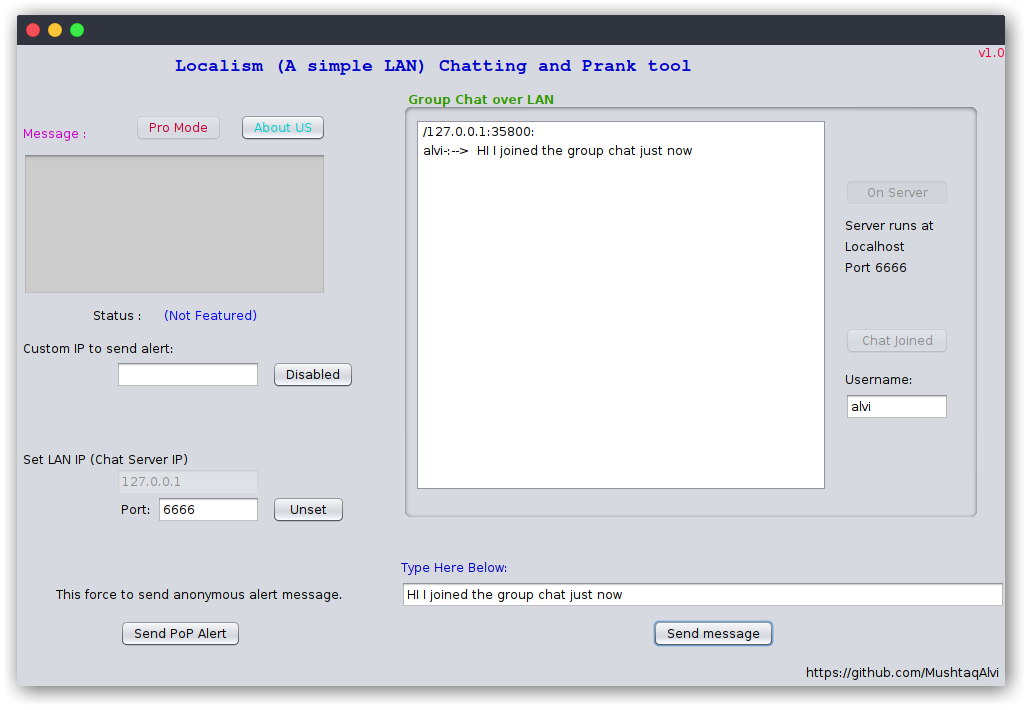 v1.0
Localism (A simple LAN) Chatting and Prank tool
Group Chat over LAN
Message :
Pro Mode
About US
/127.0.0.1:35800:
alvi-:--> HI I joined the group chat just now
On Server
Server runs at
Localhost
Port 6666
Status : (Not Featured)
Custom IP to send alert:
Disabled
Chat Joined
Username:
alvi
Set LAN IP (Chat Server IP)
127.0.0.1
Port: 6666
Unset
Type Here Below:
This force to send anonymous alert message.
HI I joined the group chat just now
Send PoP Alert
Send message
https://github.com/MushtaqAlvi